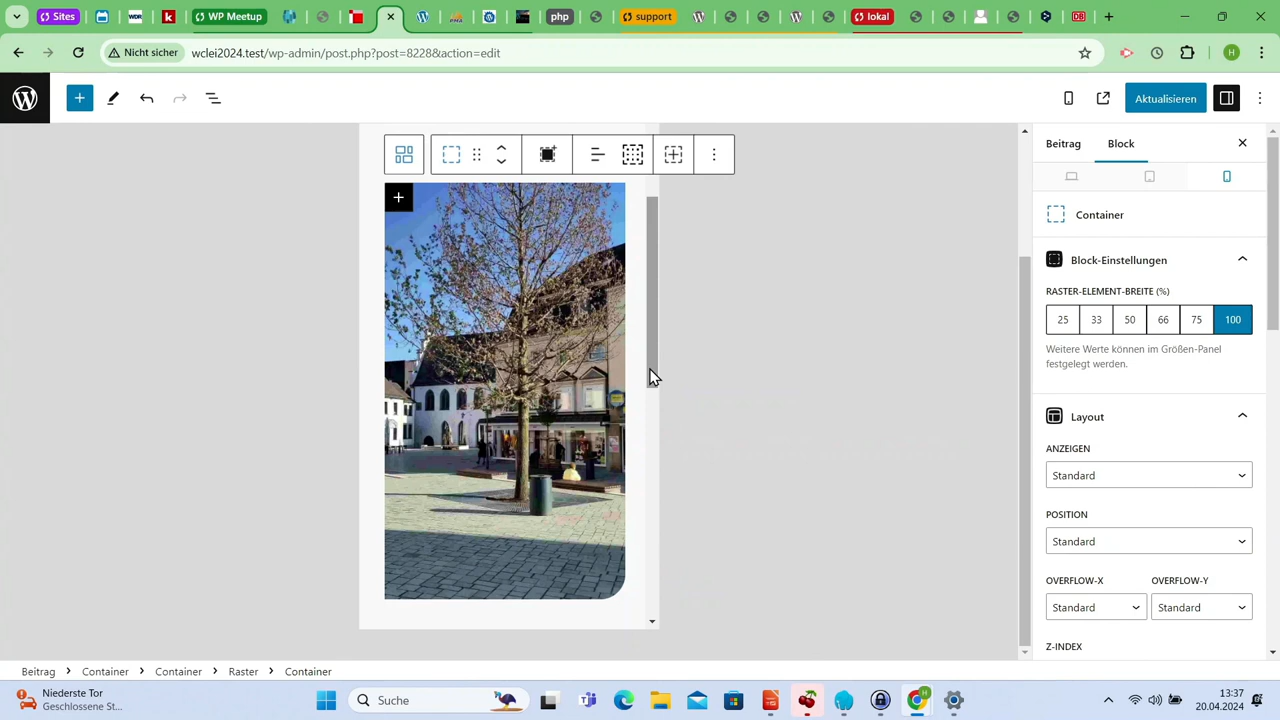 Sites
WDR
k
WP Meetup
php
support
lokal
DB
Nicht sicher
wclei2024.test/wp-admin/post.php?post=8228&action=edit
H
Aktualisieren
Beitrag
Block
Container
Block-Einstellungen
RASTER-ELEMENT-BREITE (%)
25
33
50
66
75
100
Weitere Werte können im Größen-Panel
festgelegt werden.
Layout
ANZEIGEN
Standard
POSITION
Standard
OVERFLOW-X
OVERFLOW-Y
Standard
Standard
Z-INDEX
Beitrag
Container
Container
Raster
Container
Niederste Tor
Geschlossene St...
Suche
13:37
20.04.2024